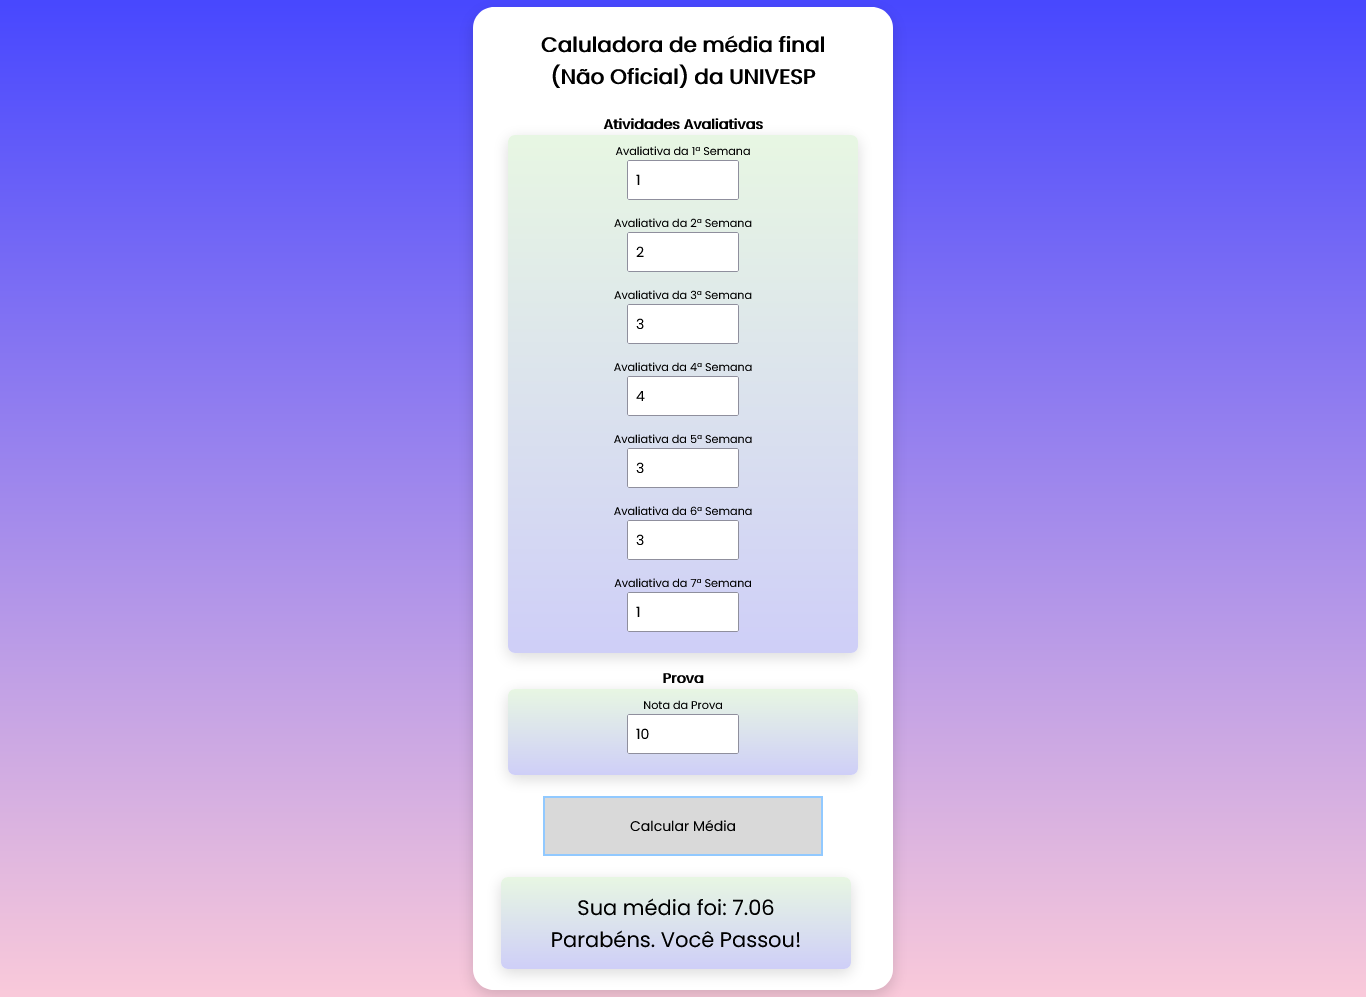 Caluladora de média final
(Não Oficial) da UNIVESP
Atividades Avaliativas
Avaliativa da 1ª Semana
1
Avaliativa da 2ª Semana
2
Avaliativa da 3ª Semana
3
Avaliativa da 4ª Semana
4
Avaliativa da 5ª Semana
3
Avaliativa da 6ª Semana
3
Avaliativa da 7ª Semana
1
Prova
Nota da Prova
10
Calcular Média
Sua média foi: 7.06
Parabéns. Você Passou!